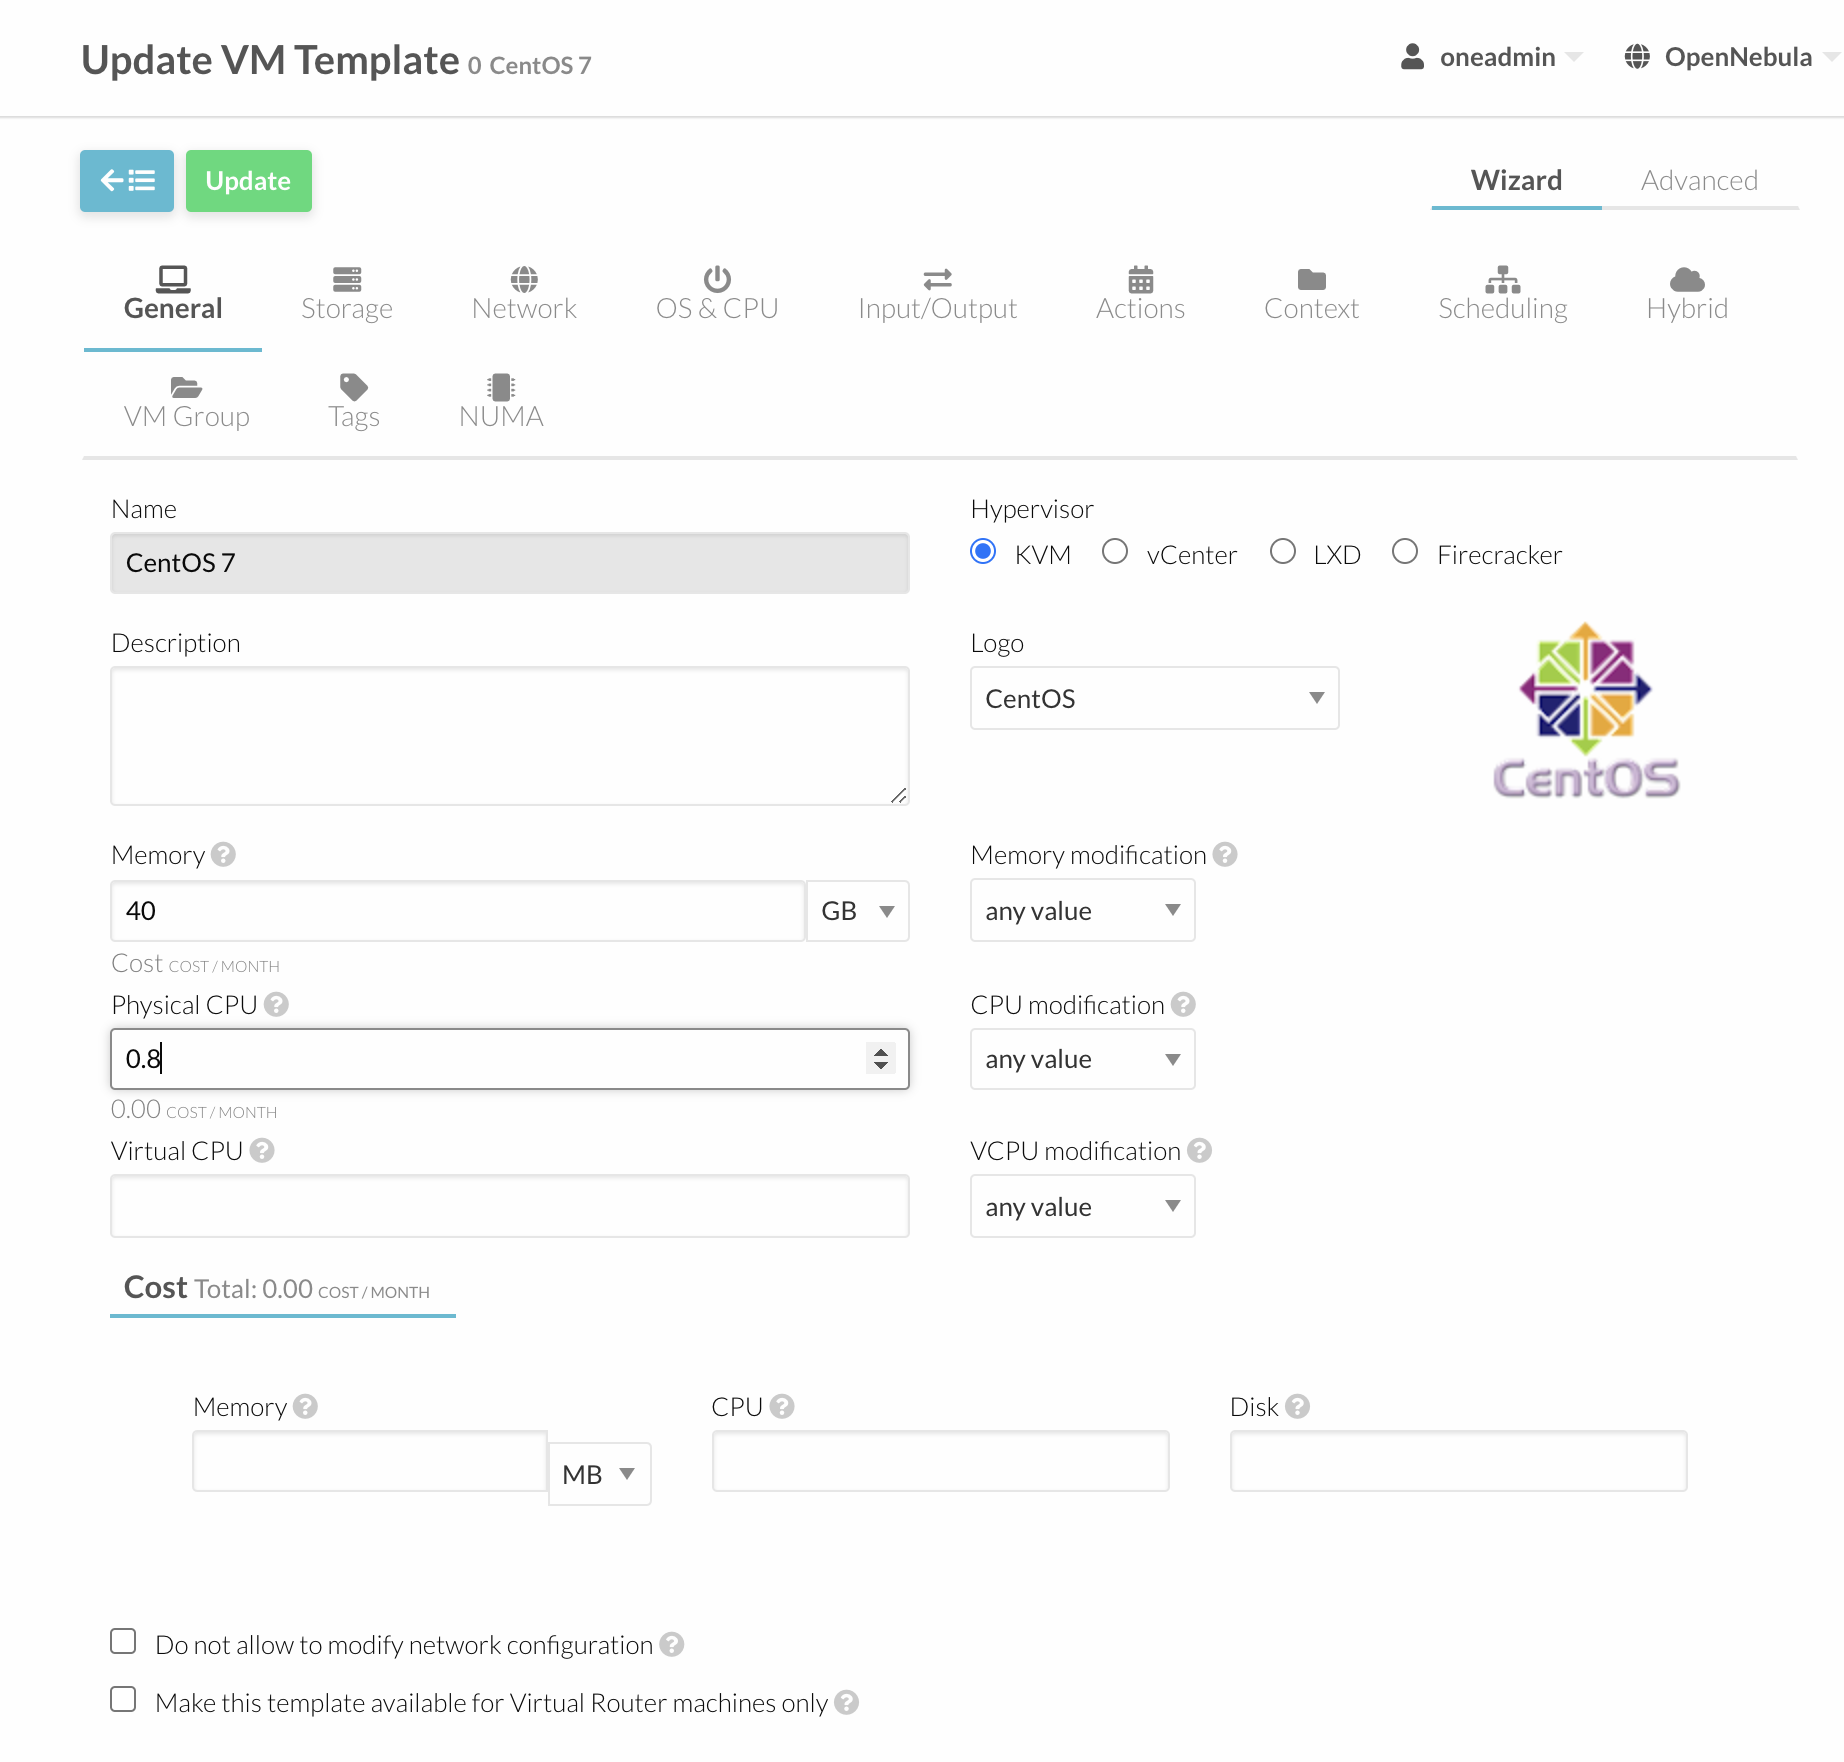 Update VM Template 0 CentOS 7
oneadmin
OpenNebula
Update
Wizard
Advanced
General
Storage
Network
OS & CPU
Input/Output
Actions
Context
Scheduling
Hybrid
VM Group
Tags
NUMA
Name
CentOS 7
Hypervisor
KVM
vCenter
LXD
Firecracker
Description
Logo
CentOS
CentOS
Memory ?
40
GB
Memory modification ?
any value
Cost COST / MONTH
Physical CPU ?
0.8
CPU modification ?
any value
0.00 COST / MONTH
Virtual CPU ?
VCPU modification ?
any value
Cost Total: 0.00 COST / MONTH
Memory ?
MB
CPU ?
Disk ?
Do not allow to modify network configuration ?
Make this template available for Virtual Router machines only ?